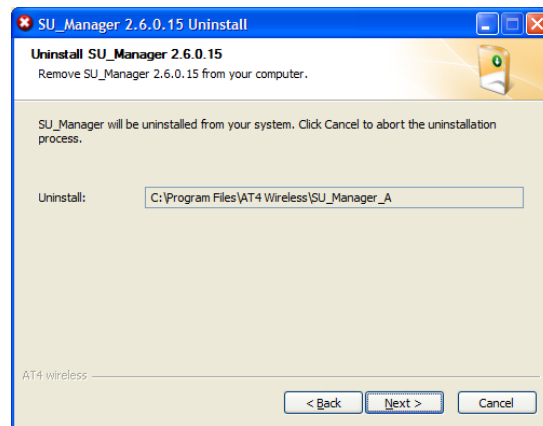 SU_Manager 2.6.0.15 Uninstall
Uninstall SU_Manager 2.6.0.15
Remove SU_Manager 2.6.0.15 from your computer.
SU_Manager will be uninstalled from your system. Click Cancel to abort the uninstallation
process.
Uninstall: C:\Program Files\AT4 Wireless\SU_Manager_A
AT4 wireless
< Back Next > Cancel